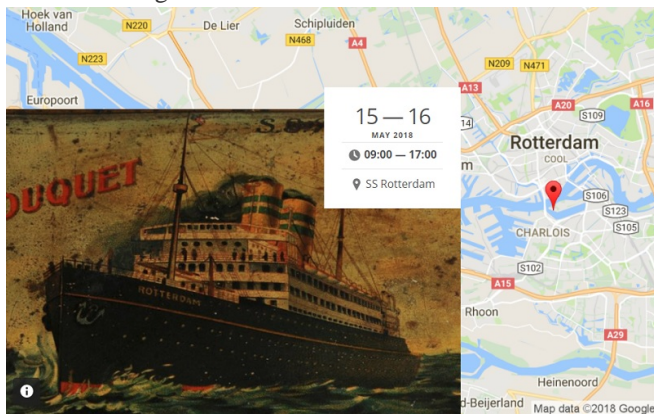 Hoek van
Holland
N220
De Lier
Schipluiden
N468
A4
N223
N209
N471
A13
Europoort
A20
S109
A16
14
15 — 16
MAY 2018
09:00 — 17:00
SS Rotterdam
Rotterdam
COOL
m
OUQUET
S106
S123
S105
CHARLOIS
S102
A15
ROTTERDAM
Rhoon
A29
i
Heinenoord
d-Beijerland
Map data ©2018 Google